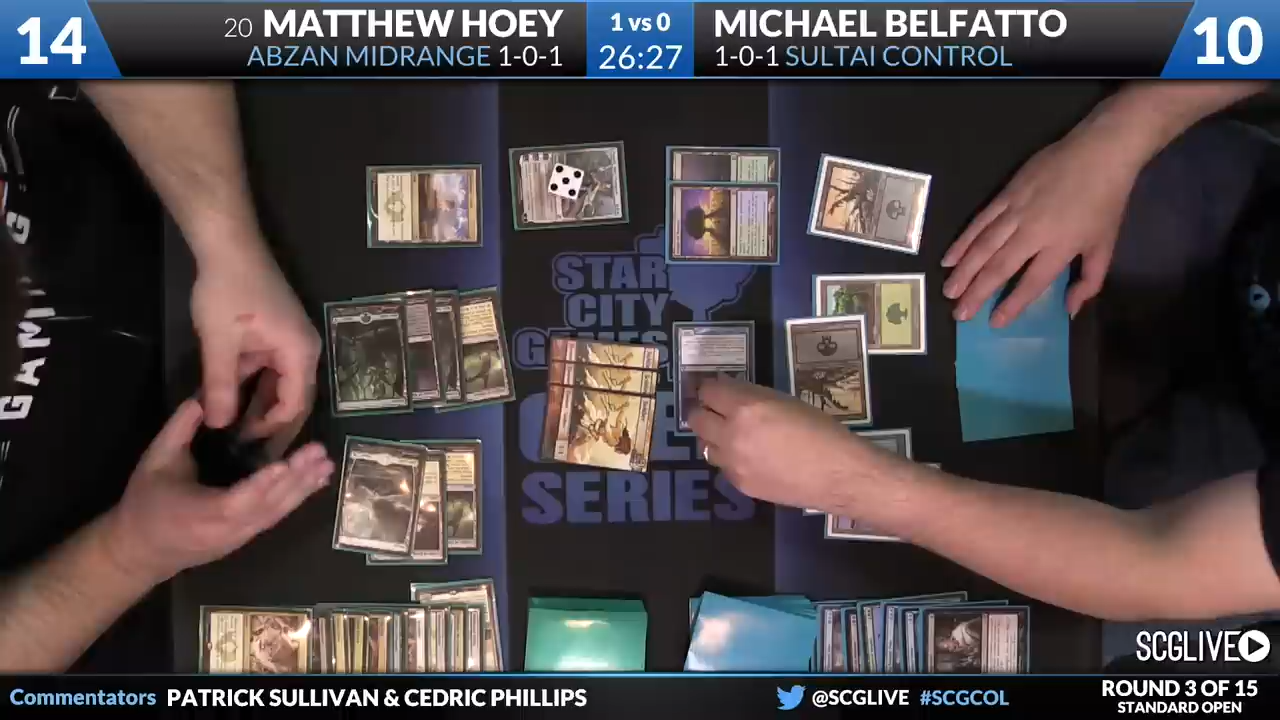 14
20 MATTHEW HOEY
ABZAN MIDRANGE 1-0-1
1 vs 0
26:27
MICHAEL BELFATTO
1-0-1 SULTAI CONTROL
10
GAMING
STAR
CITY
GAMES
SERIES
SCGLIVE
Commentators PATRICK SULLIVAN & CEDRIC PHILLIPS
@SCGLIVE #SCGCOL
ROUND 3 OF 15
STANDARD OPEN